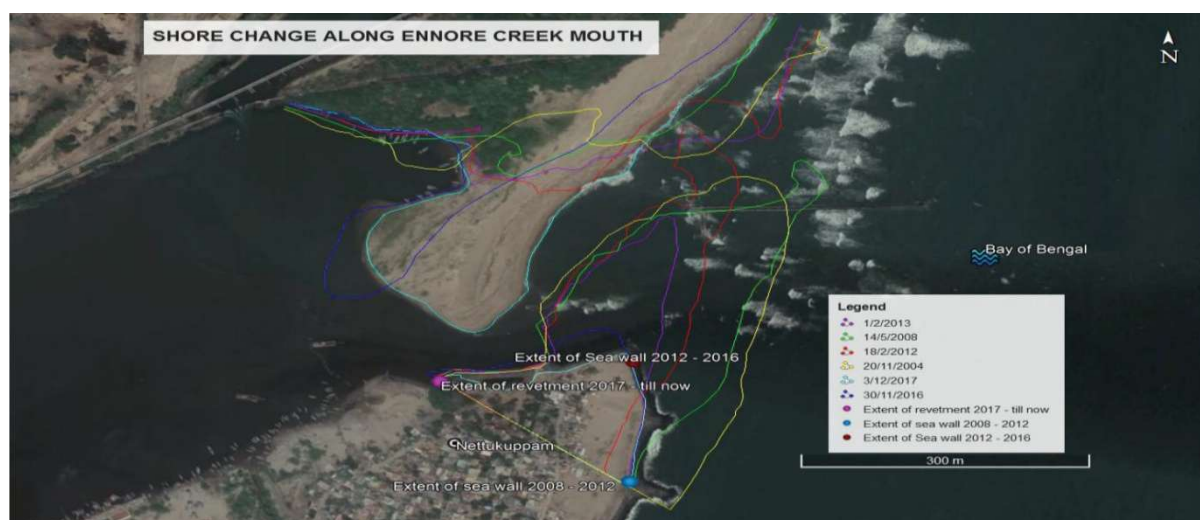 SHORE CHANGE ALONG ENNORE CREEK MOUTH
N
Bay of Bengal
Extent of Sea wall 2012 - 2016
Extent of revetment 2017 - till now
Nettukuppam
Extent of sea wall 2008 - 2012
Legend
1/2/2013
14/5/2008
18/2/2012
20/11/2004
3/12/2017
30/11/2016
Extent of revetment 2017 - till now
Extent of sea wall 2008 - 2012
Extent of Sea wall 2012 - 2016
300 m